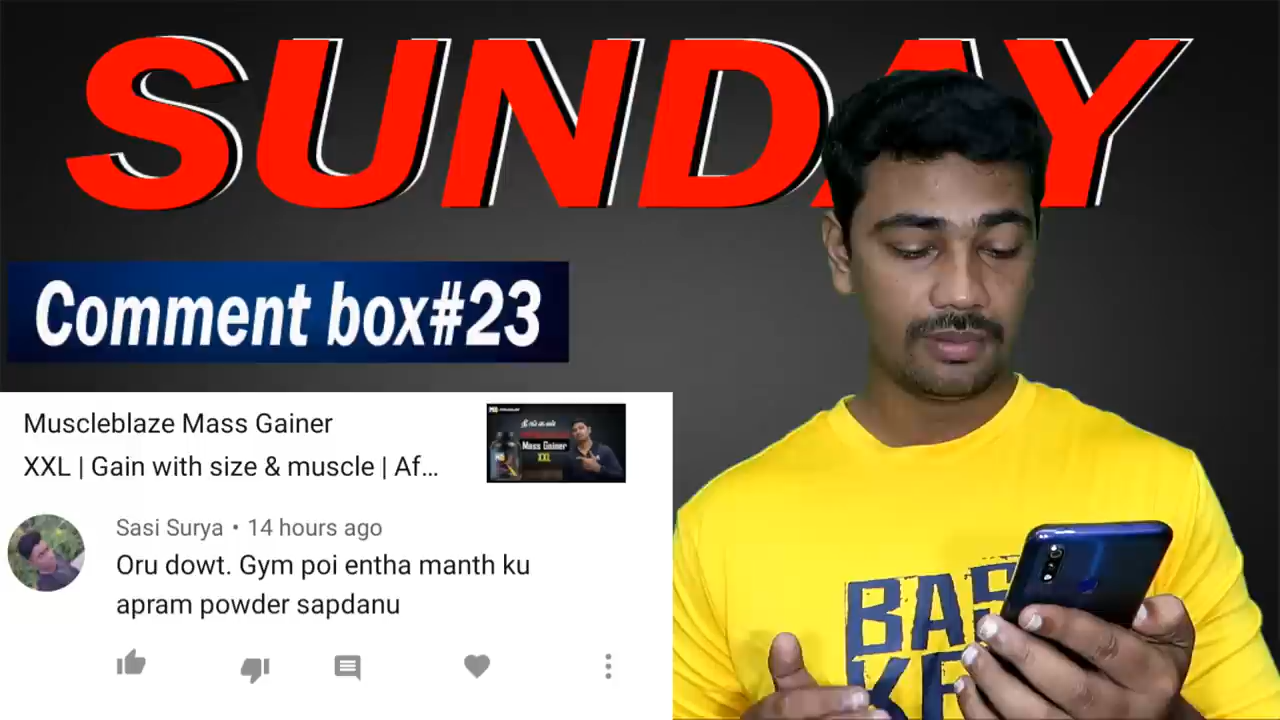 SUNDAY
Comment box#23
Muscleblaze Mass Gainer
XXL | Gain with size & muscle | Af...
நீங்கள்
Mass Gainer
XXL
Sasi Surya • 14 hours ago
Oru dowt. Gym poi entha manth ku
apram powder sapdanu
BAS
KE